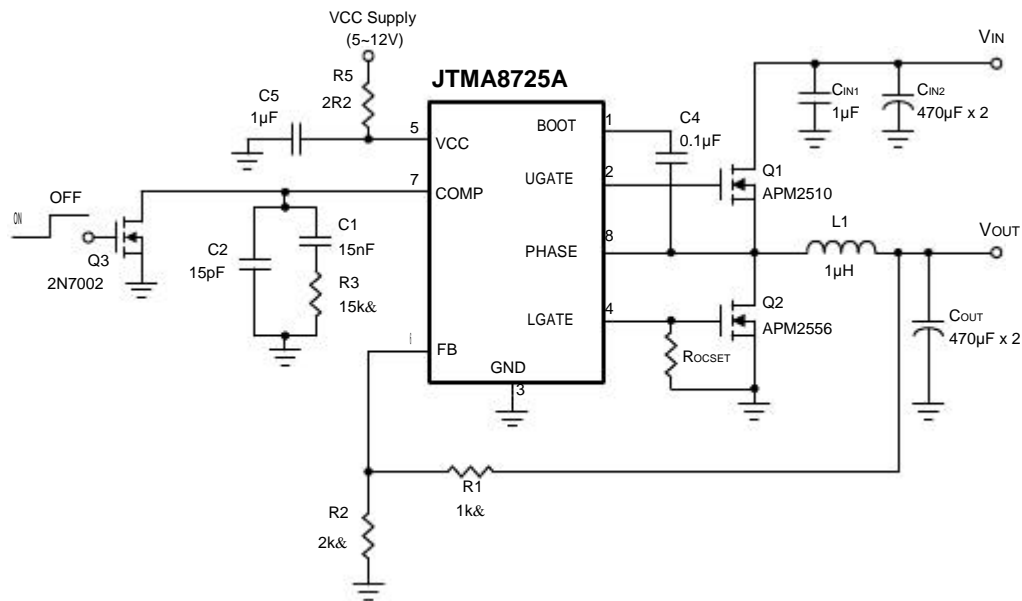 VCC Supply
(5~12V)
R5
2R2
C5
1µF
JTMA8725A
5
VCC
7
COMP
FB
GND
3
BOOT
1
UGATE
2
PHASE
8
LGATE
4
C4
0.1µF
VIN
CIN1
1µF
CIN2
470µF x 2
Q1
APM2510
L1
1µH
VOUT
Q2
APM2556
ROCSET
COUT
470µF x 2
ON
OFF
Q3
2N7002
C2
15pF
C1
15nF
R3
15k&
R1
1k&
R2
2k&